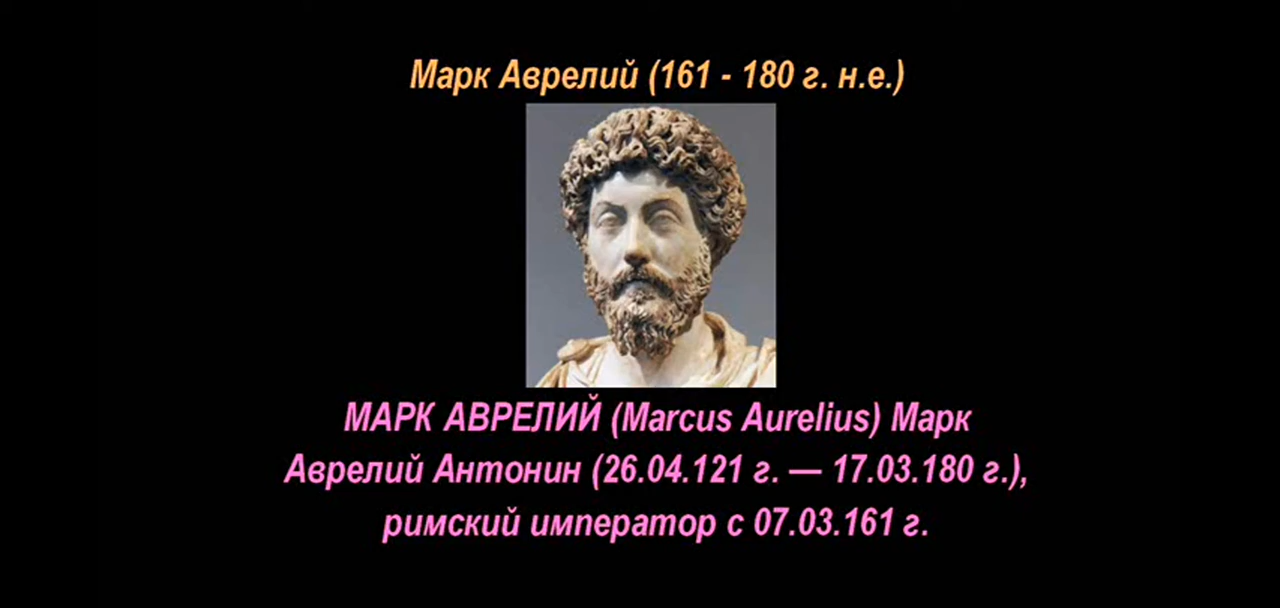 Марк Аврелий (161 - 180 г. н.е.)
МАРК АВРЕЛИЙ (Marcus Aurelius) Марк
Аврелий Антонин (26.04.121 г. — 17.03.180 г.),
римский император с 07.03.161 г.